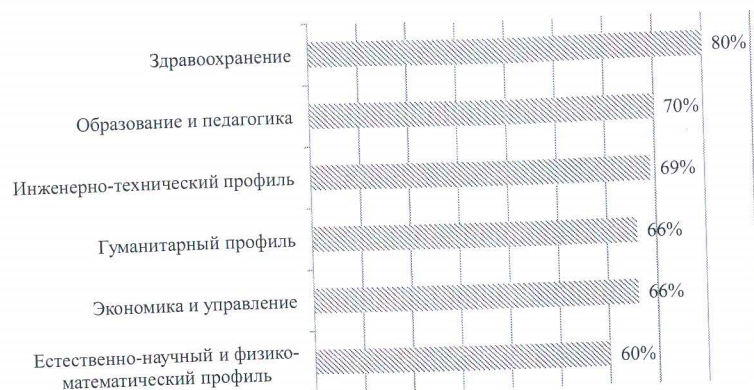 Здравоохранение 80%
Образование и педагогика 70%
Инженерно-технический профиль 69%
Гуманитарный профиль 66%
Экономика и управление 66%
Естественно-научный и физико-
математический профиль 60%